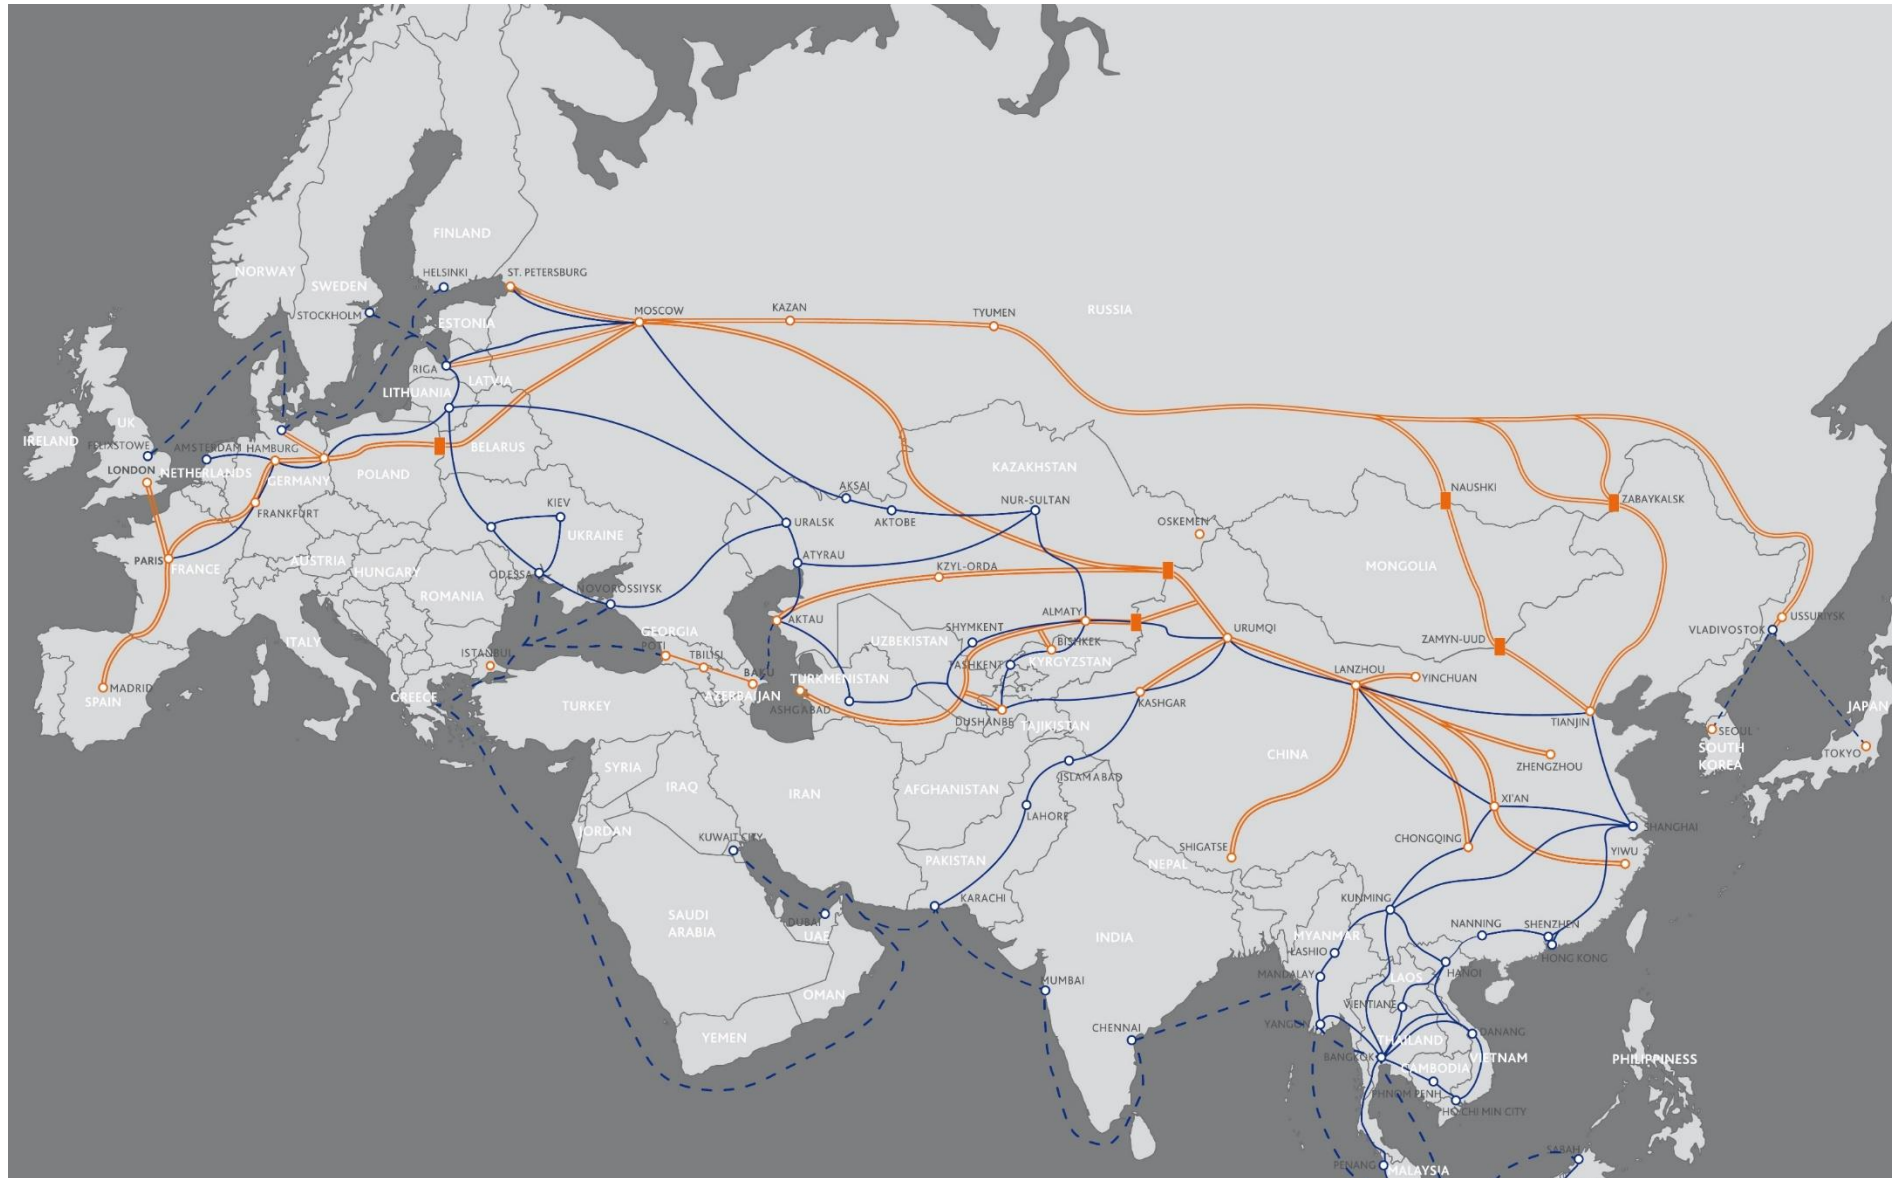 FINLAND
NORWAY
HELSINKI
ST. PETERSBURG
SWEDEN
STOCKHOLM
ESTONIA
MOSCOW
KAZAN
TYUMEN
RUSSIA
RIGA
LATVIA
LITHUANIA
UK
IRELAND
FELIXSTOWE
AMSTERDAM
HAMBURG
BELARUS
LONDON
NETHERLANDS
GERMANY
POLAND
KAZAKHSTAN
AKSAI
NUR-SULTAN
NAUSHKI
ZABAYKALSK
FRANKFURT
KIEV
URALSK
AKTOBE
OSKEMEN
UKRAINE
PARIS
FRANCE
AUSTRIA
HUNGARY
ODESSA
ATYRAU
KZYL-ORDA
MONGOLIA
ROMANIA
NOVOROSSIYSK
AKTAU
ALMATY
USSURIYSK
VLADIVOSTOK
ITALY
GEORGIA
POTI
TBILISI
UZBEKISTAN
SHYMKENT
BISHKEK
URUMQI
ZAMYN-UUD
ISTANBUL
BAKU
TASHKENT
KYRGYZSTAN
LANZHOU
YINCHUAN
MADRID
SPAIN
GREECE
AZERBAIJAN
TURKMENISTAN
TURKEY
ASHGABAD
DUSHANBE
TAJIKISTAN
KASHGAR
TIANJIN
JAPAN
SEOUL
SOUTH
KOREA
TOKYO
CHINA
ZHENGZHOU
SYRIA
IRAQ
IRAN
AFGHANISTAN
ISLAMABAD
XI'AN
LAHORE
JORDAN
KUWAIT CITY
CHONGQING
SHANGHAI
SHIGATSE
NEPAL
PAKISTAN
YIWU
KARACHI
KUNMING
SAUDI
ARABIA
DUBAI
UAE
INDIA
MYANMAR
NANNING
SHENZHEN
LASHIO
HONG KONG
MANDALAY
LAOS
HANOI
OMAN
MUMBAI
VIENTIANE
YEMEN
CHENNAI
YANGON
DANANG
THAILAND
BANGKOK
VIETNAM
PHILIPPINESS
CAMBODIA
PHNOM PENH
HO CHI MIN CITY
SABAH
PENANG
MALAYSIA